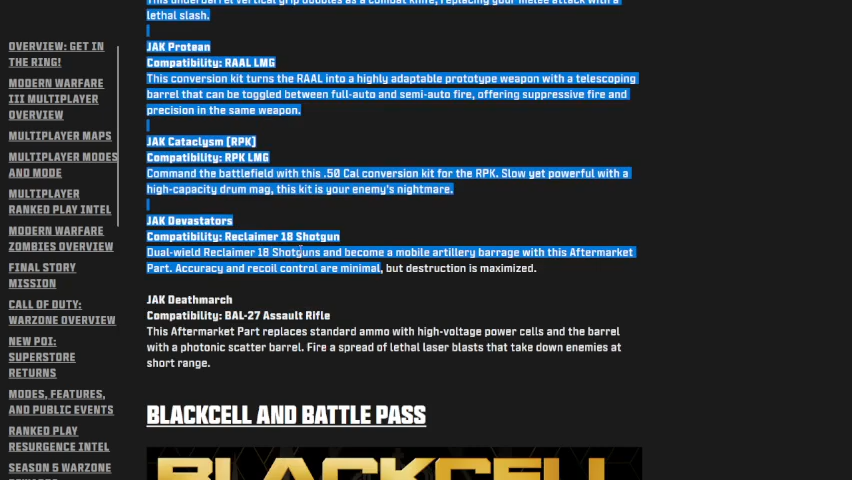 This underbarrel vertical grip doubles as a combat knife, replacing your melee attack with a
lethal slash.
JAK Protean
Compatibility: RAAL LMG
This conversion kit turns the RAAL into a highly adaptable prototype weapon with a telescoping
barrel that can be toggled between full-auto and semi-auto fire, offering suppressive fire and
precision in the same weapon.
JAK Cataclysm [RPK]
Compatibility: RPK LMG
Command the battlefield with this .50 Cal conversion kit for the RPK. Slow yet powerful with a
high-capacity drum mag, this kit is your enemy's nightmare.
JAK Devastators
Compatibility: Reclaimer 18 Shotgun
Dual-wield Reclaimer 18 Shotguns and become a mobile artillery barrage with this Aftermarket
Part. Accuracy and recoil control are minimal, but destruction is maximized.
JAK Deathmarch
Compatibility: BAL-27 Assault Rifle
This Aftermarket Part replaces standard ammo with high-voltage power cells and the barrel
with a photonic scatter barrel. Fire a spread of lethal laser blasts that take down enemies at
short range.
BLACKCELL AND BATTLE PASS
BLACKCELL
OVERVIEW: GET IN
THE RING!
MODERN WARFARE
III MULTIPLAYER
OVERVIEW
MULTIPLAYER MAPS
MULTIPLAYER MODES
AND MODE
MULTIPLAYER
RANKED PLAY INTEL
MODERN WARFARE
ZOMBIES OVERVIEW
FINAL STORY
MISSION
CALL OF DUTY:
WARZONE OVERVIEW
NEW POI:
SUPERSTORE
RETURNS
MODES, FEATURES,
AND PUBLIC EVENTS
RANKED PLAY
RESURGENCE INTEL
SEASON 5 WARZONE